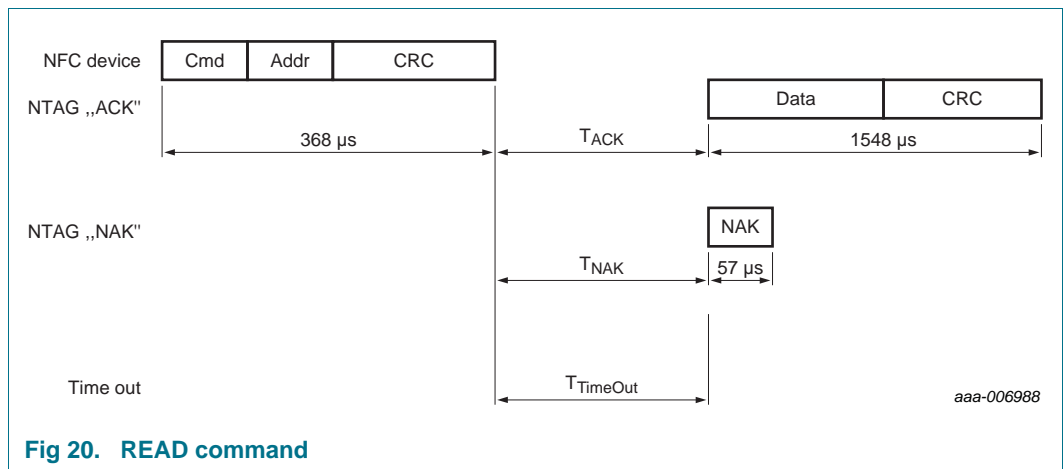 NFC device Cmd Addr CRC
NTAG ,,ACK" Data CRC
368 µs TACK 1548 µs
NTAG ,,NAK" NAK
TNAK 57 µs
Time out TTimeOut aaa-006988
Fig 20. READ command